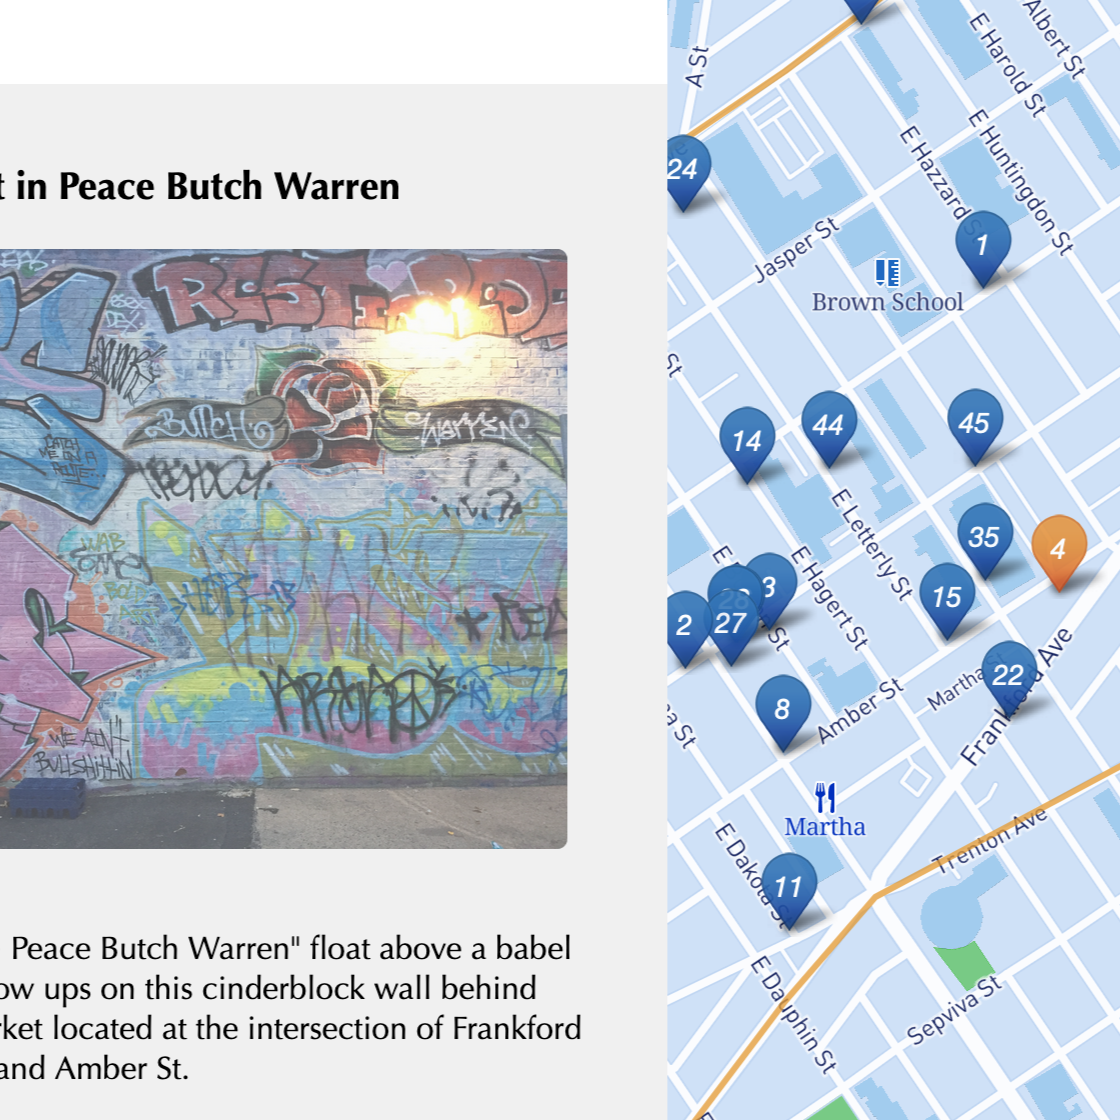 t in Peace Butch Warren
REST
BUTCH
WARREN
WE AIN'T
BULLSHITTIN
Peace Butch Warren" float above a babel
ow ups on this cinderblock wall behind
rket located at the intersection of Frankford
and Amber St.
A St
E Harold St
Albert St
E Huntingdon St
E Hazzard S
24
Jasper St
1
Brown School
St
14
44
45
E Letterly St
35
4
E Hagert St
3
28
27
2
15
Martha S
22
Frankford Ave
8
Amber St
a St
Martha
Trenton Ave
E Dakota St
11
E Dauphin St
Sepviva St